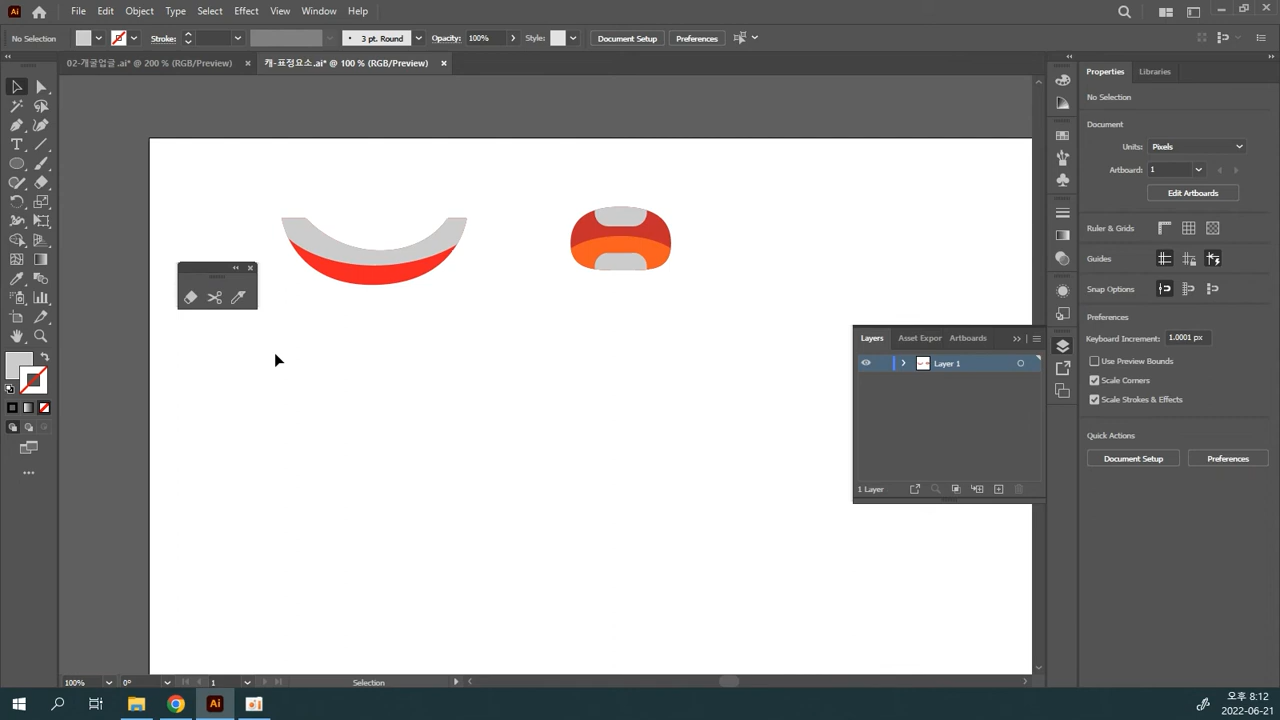 Ai File Edit Object Type Select Effect View Window Help
No Selection Stroke: 3 pt. Round Opacity: 100% Style: Document Setup Preferences
02-개굴업글.ai* @ 200 % (RGB/Preview) × 캐-표정요소.ai* @ 100 % (RGB/Preview) ×
Properties Libraries
No Selection
Document
Units: Pixels
Artboard: 1
Edit Artboards
Ruler & Grids
Guides
Snap Options
Preferences
Keyboard Increment: 1.0001 px
Use Preview Bounds
Scale Corners
Scale Strokes & Effects
Quick Actions
Document Setup Preferences
Layers Asset Expor Artboards
Layer 1
1 Layer
100% 0° 1 Selection
Ai
오후 8:12
2022-06-21